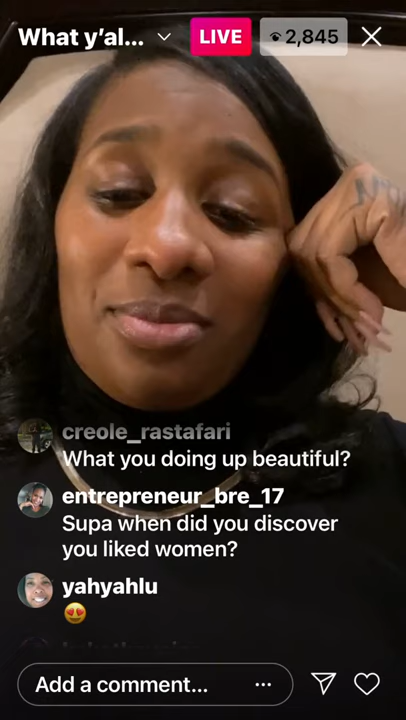 What y'al...
LIVE
2,845
creole_rastafari
What you doing up beautiful?
entrepreneur_bre_17
Supa when did you discover
you liked women?
yahyahlu
Add a comment...